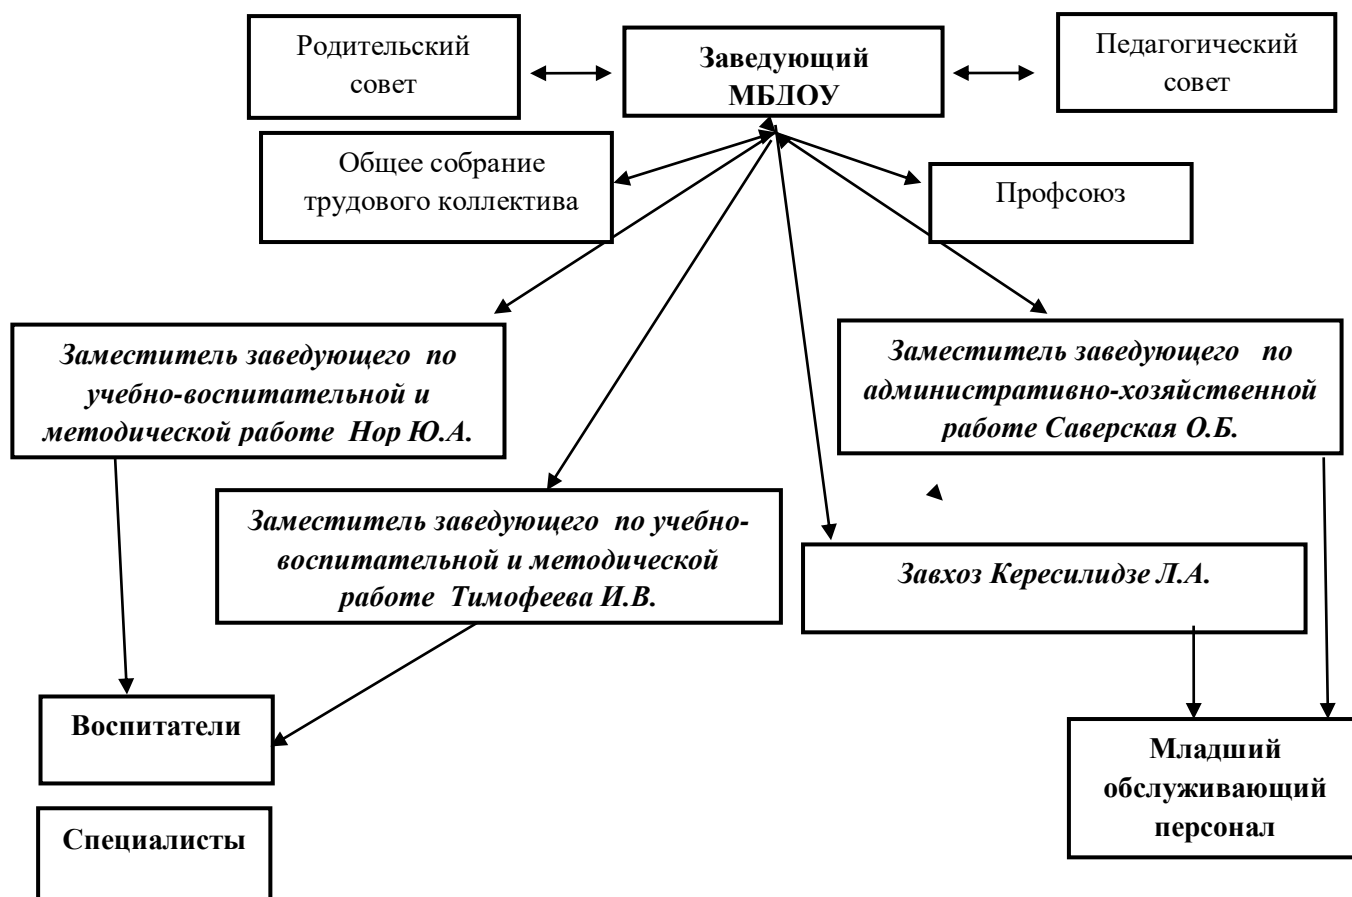 Родительский
совет
Заведующий
МБДОУ
Педагогический
совет
Общее собрание
трудового коллектива
Профсоюз
Заместитель заведующего по
учебно-воспитательной и
методической работе Нор Ю.А.
Заместитель заведующего по
административно-хозяйственной
работе Саверская О.Б.
Заместитель заведующего по учебно-
воспитательной и методической
работе Тимофеева И.В.
Завхоз Кересилидзе Л.А.
Воспитатели
Младший
обслуживающий
персонал
Специалисты